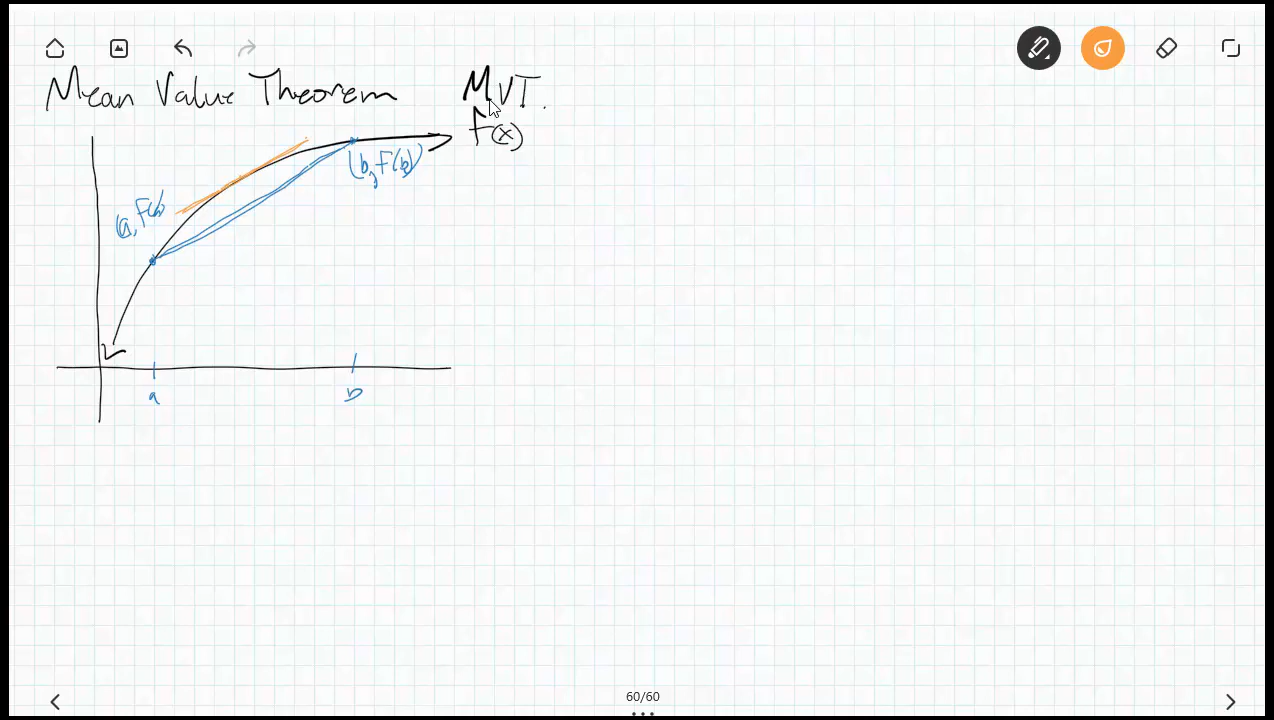 Mean Value Theorem MVT.
f(x)
(b, f(b))
(a, f(a)
a b
60/60